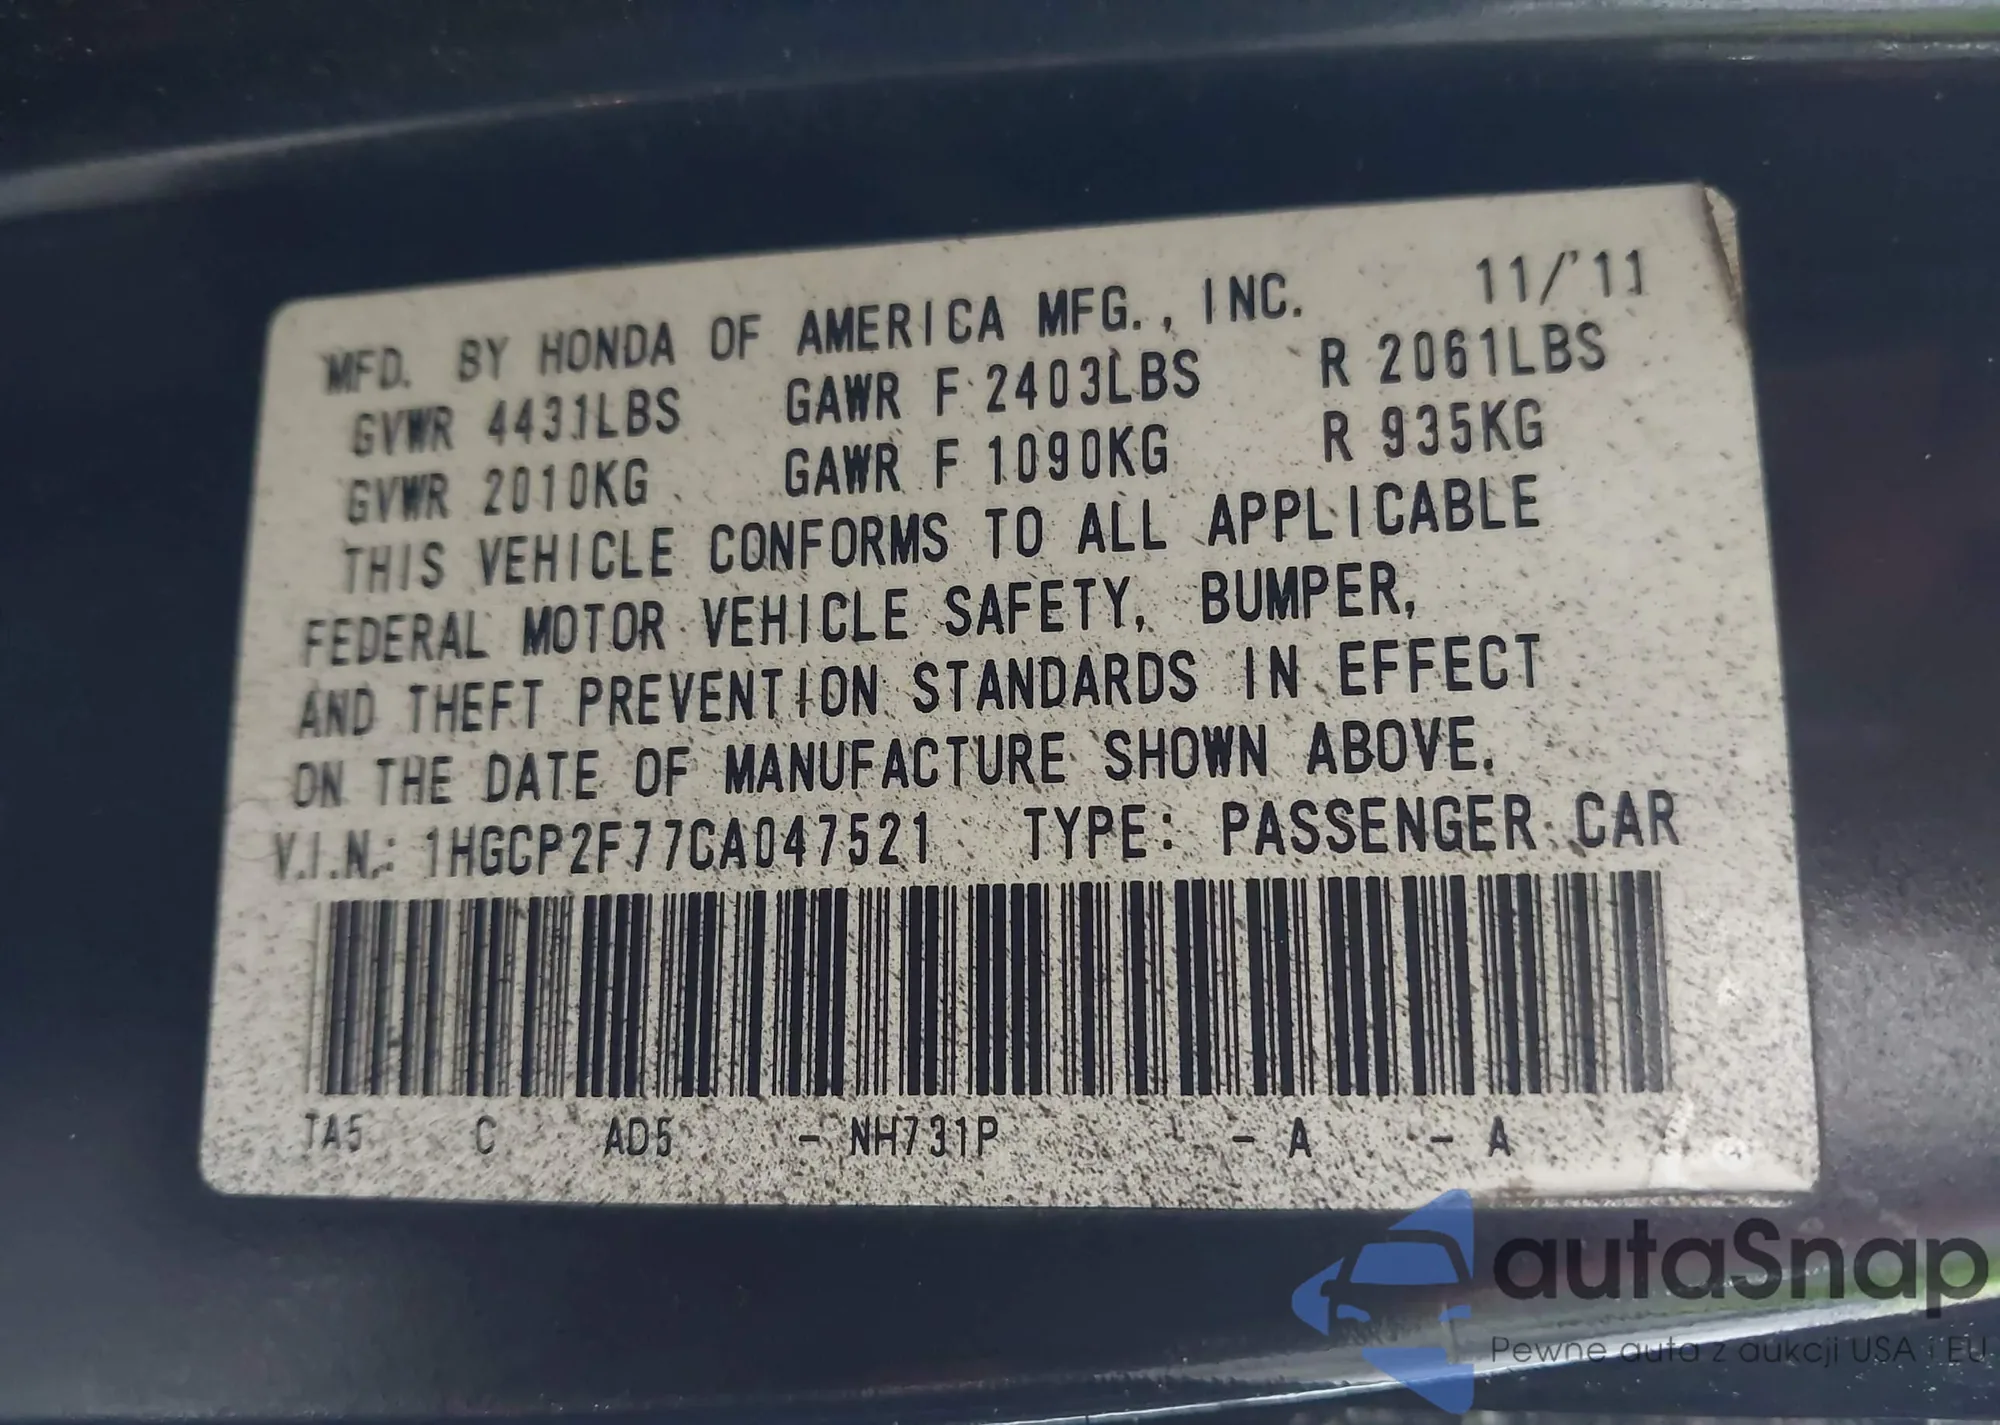 MFD. BY HONDA OF AMERICA MFG., INC. 11/'11
GVWR 4431LBS GAWR F 2403LBS R 2061LBS
GVWR 2010KG GAWR F 1090KG R 935KG
THIS VEHICLE CONFORMS TO ALL APPLICABLE
FEDERAL MOTOR VEHICLE SAFETY, BUMPER,
AND THEFT PREVENTION STANDARDS IN EFFECT
ON THE DATE OF MANUFACTURE SHOWN ABOVE.
V.I.N.: 1HGCP2F77CA047521 TYPE: PASSENGER CAR
TA5 C AD5 - NH731P - A - A
autaSnap
Pewne auta z aukcji USA i EU